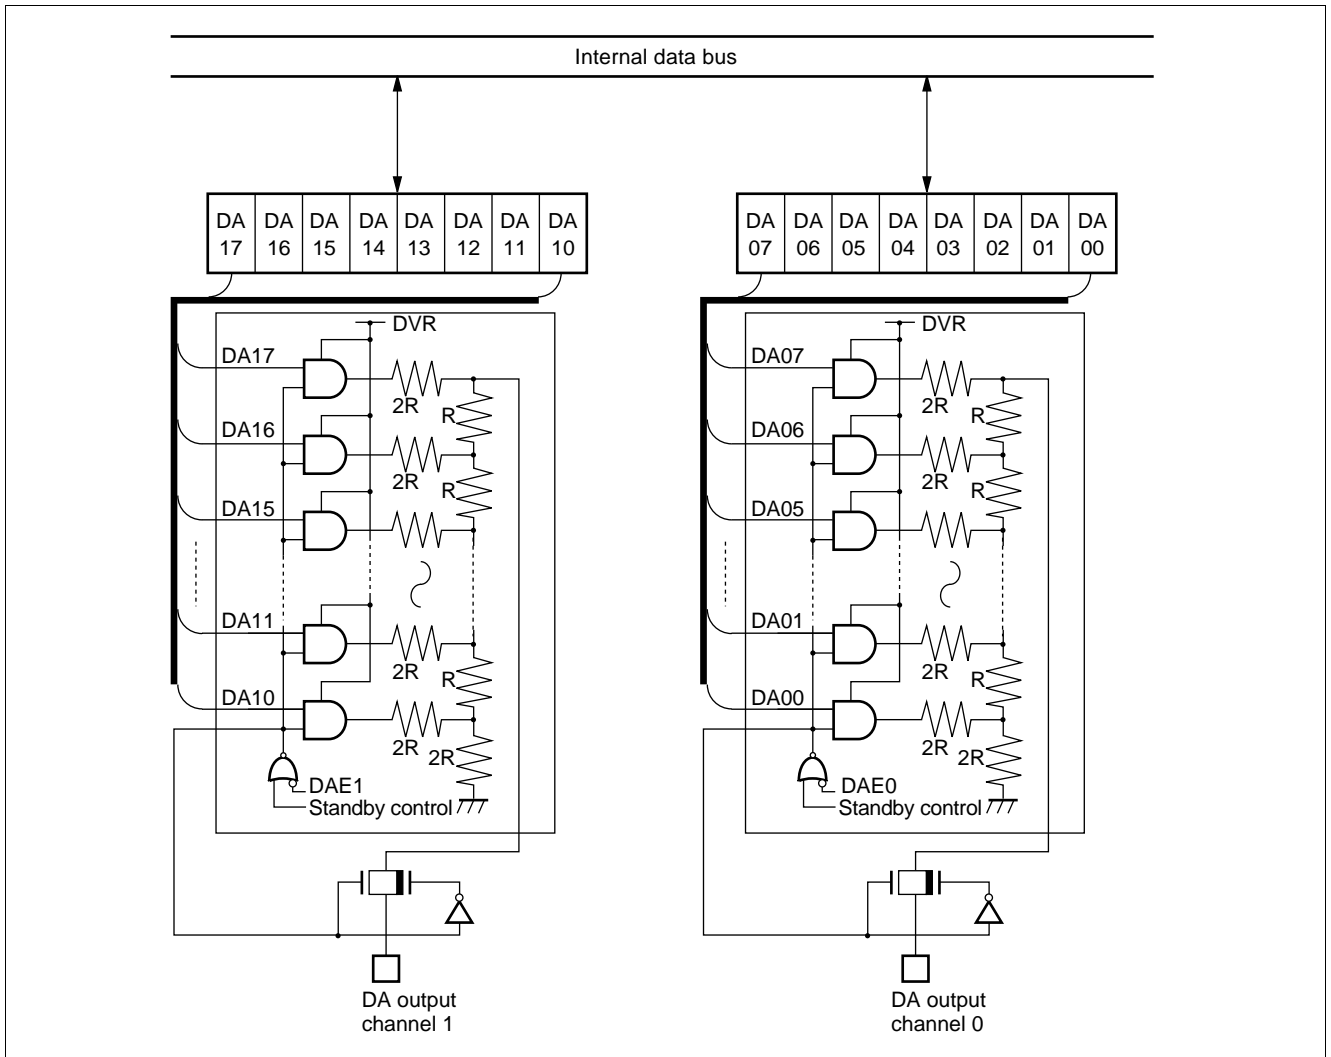 Internal data bus
DA 17
DA 16
DA 15
DA 14
DA 13
DA 12
DA 11
DA 10
DA 07
DA 06
DA 05
DA 04
DA 03
DA 02
DA 01
DA 00
DVR
DA17
2R
R
DA16
2R
R
DA15
DA11
2R
R
DA10
2R
2R
DAE1
Standby control
DA output
channel 1
DVR
DA07
2R
R
DA06
2R
R
DA05
DA01
2R
R
DA00
2R
2R
DAE0
Standby control
DA output
channel 0